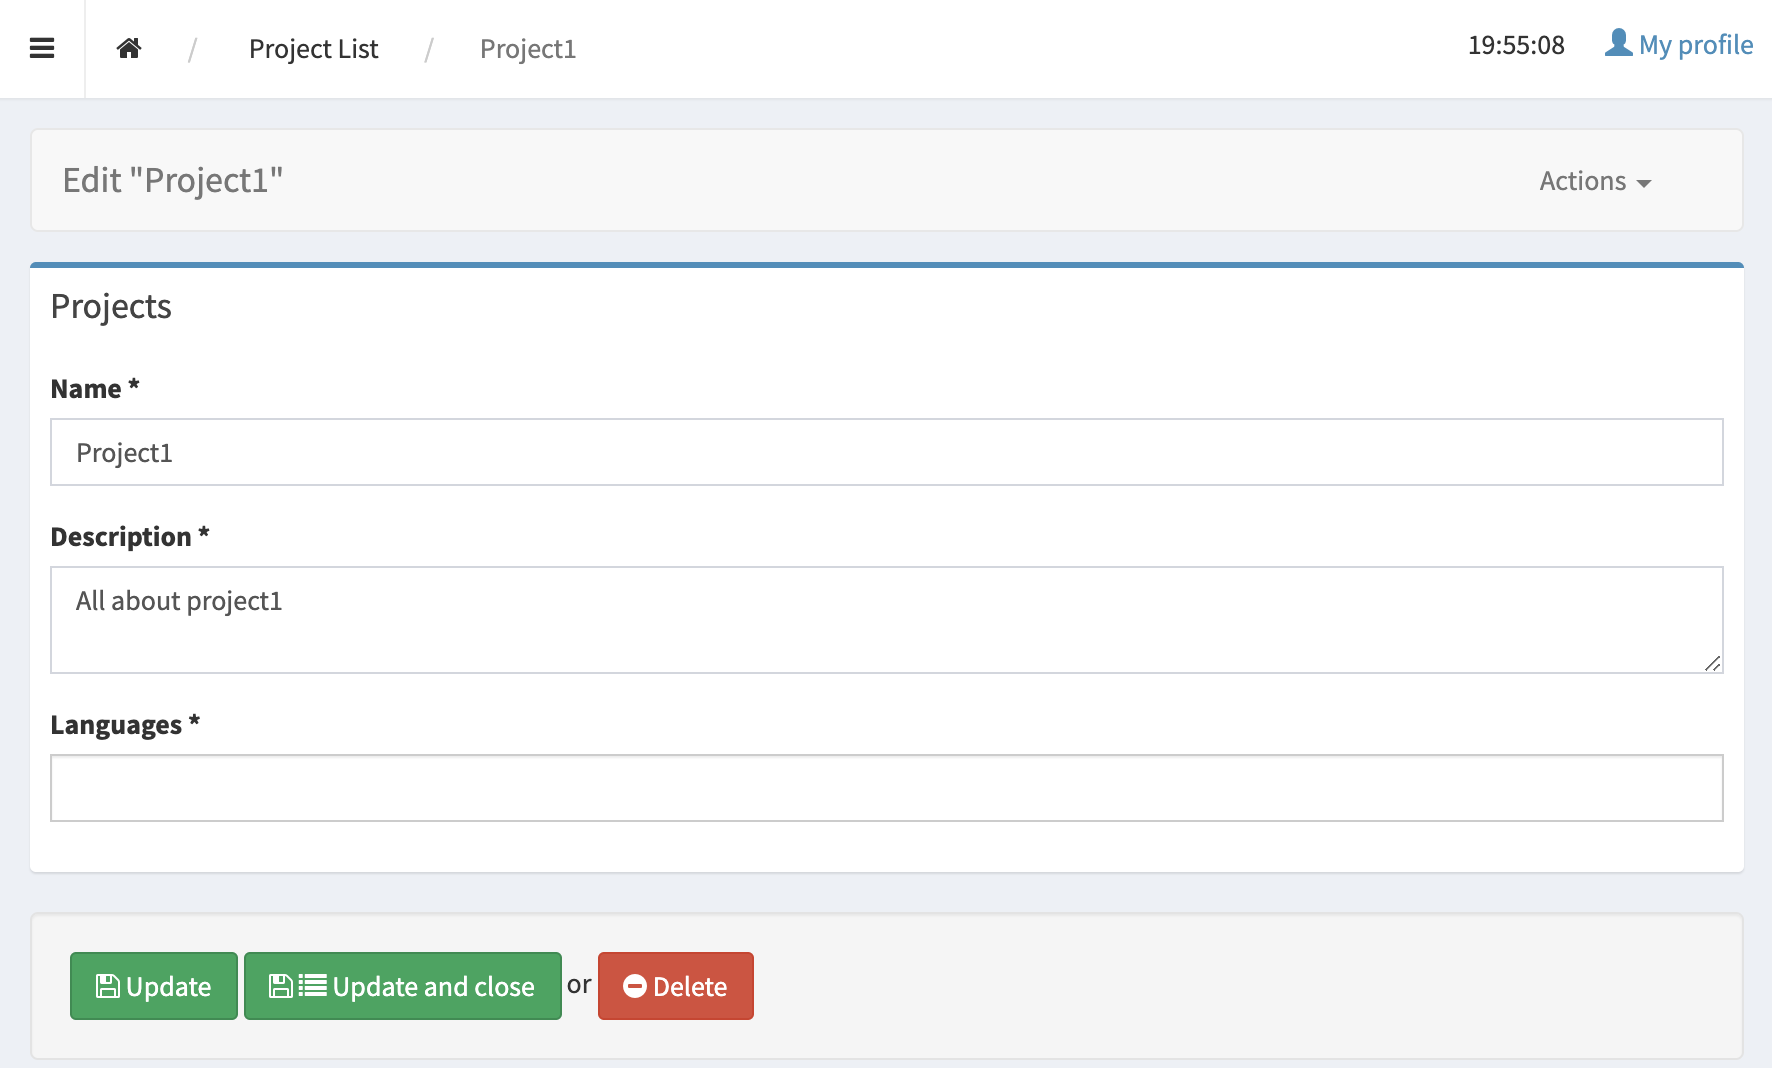 / Project List / Project1
19:55:08 My profile
Edit "Project1"
Actions
Projects
Name *
Project1
Description *
All about project1
Languages *
Update Update and close or Delete